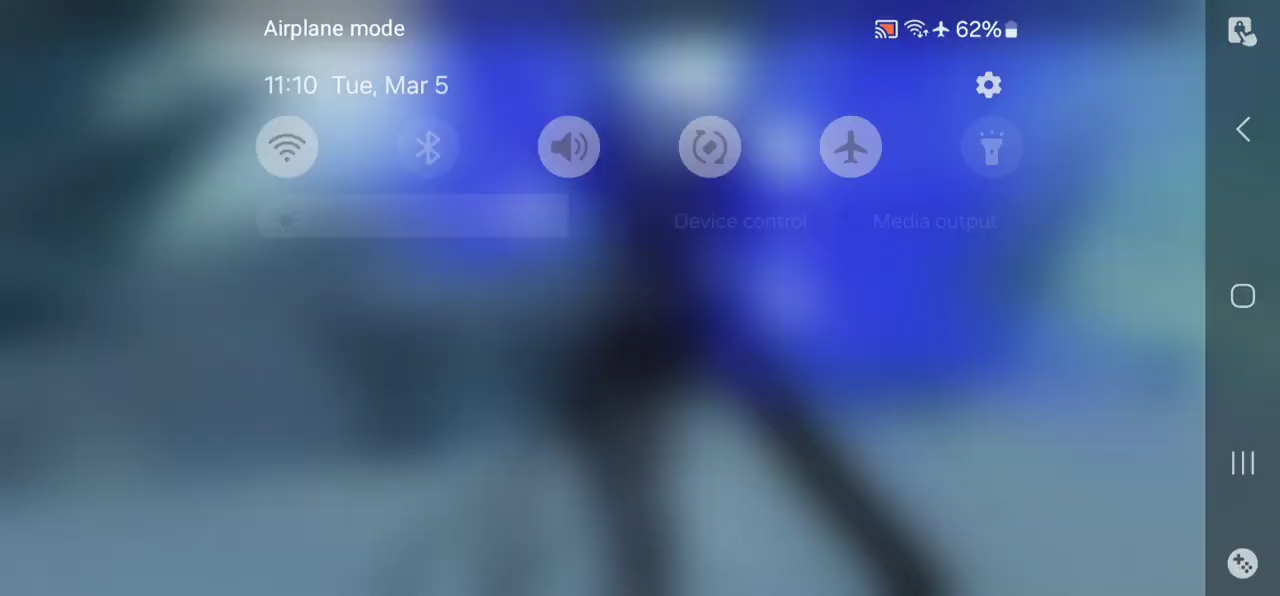 Airplane mode
62%
11:10 Tue, Mar 5
Device control
Media output